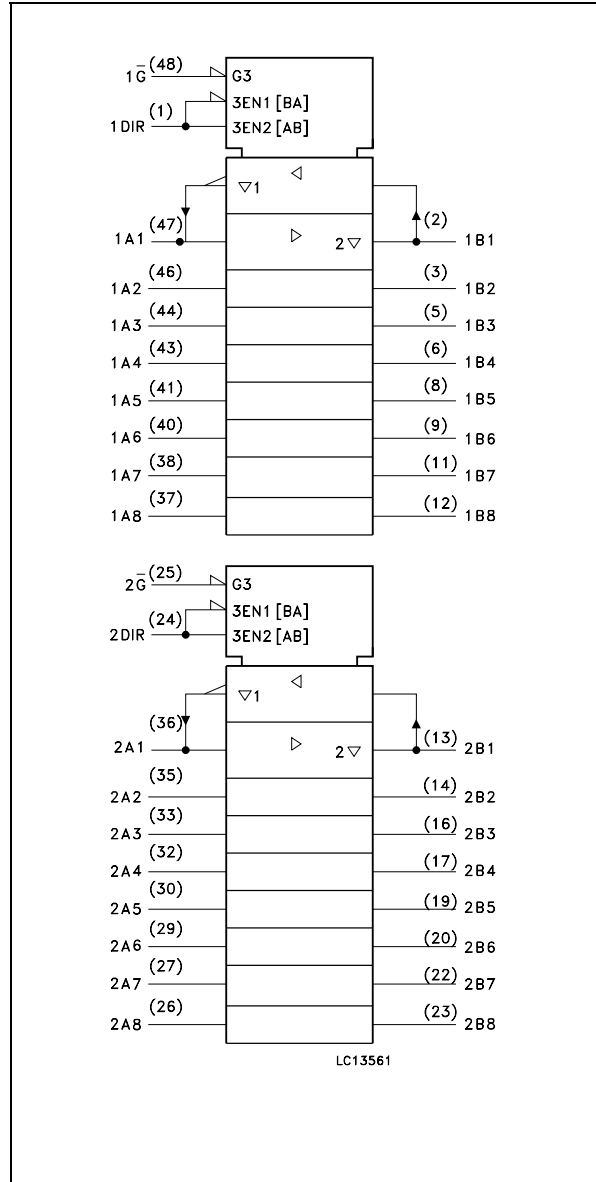 1G̅ (48) G3
3EN1 [BA]
1DIR (1) 3EN2 [AB]
▽1 ◁
1A1 (47) ▷ 2▽ (2) 1B1
1A2 (46) (3) 1B2
1A3 (44) (5) 1B3
1A4 (43) (6) 1B4
1A5 (41) (8) 1B5
1A6 (40) (9) 1B6
1A7 (38) (11) 1B7
1A8 (37) (12) 1B8
2G̅ (25) G3
3EN1 [BA]
2DIR (24) 3EN2 [AB]
▽1 ◁
2A1 (36) ▷ 2▽ (13) 2B1
2A2 (35) (14) 2B2
2A3 (33) (16) 2B3
2A4 (32) (17) 2B4
2A5 (30) (19) 2B5
2A6 (29) (20) 2B6
2A7 (27) (22) 2B7
2A8 (26) (23) 2B8
LC13561